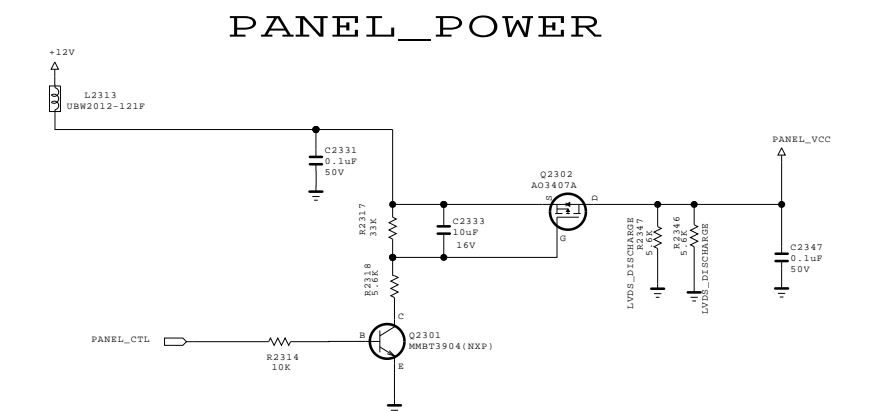 PANEL_POWER
+12V
L2313
UBW2012-121F
C2331
0.1uF
50V
PANEL_VCC
Q2302
AO3407A
S
D
G
R2317
33K
C2333
10uF
16V
LVDS_DISCHARGE
R2347
5.6K
R2346
5.6K
LVDS_DISCHARGE
C2347
0.1uF
50V
R2318
5.6K
C
B
E
Q2301
MMBT3904(NXP)
PANEL_CTL
R2314
10K